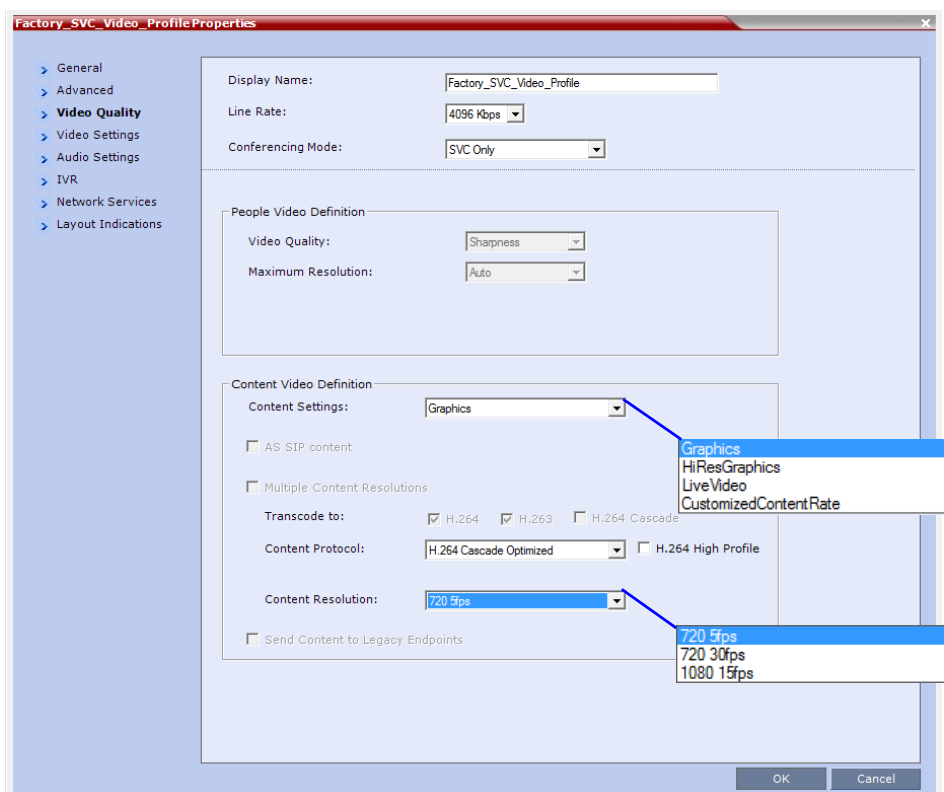 Factory_SVC_Video_Profile Properties
General
Advanced
Video Quality
Video Settings
Audio Settings
IVR
Network Services
Layout Indications
Display Name: Factory_SVC_Video_Profile
Line Rate: 4096 Kbps
Conferencing Mode: SVC Only
People Video Definition
Video Quality: Sharpness
Maximum Resolution: Auto
Content Video Definition
Content Settings: Graphics
Graphics
HiResGraphics
LiveVideo
CustomizedContentRate
AS SIP content
Multiple Content Resolutions
Transcode to: H.264 H.263 H.264 Cascade
Content Protocol: H.264 Cascade Optimized H.264 High Profile
Content Resolution: 720 5fps
720 5fps
720 30fps
1080 15fps
Send Content to Legacy Endpoints
OK Cancel